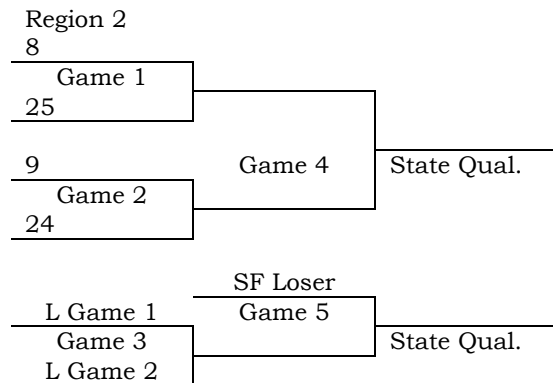 Region 2
8
Game 1
25
9
Game 4
State Qual.
Game 2
24
SF Loser
L Game 1
Game 5
Game 3
State Qual.
L Game 2